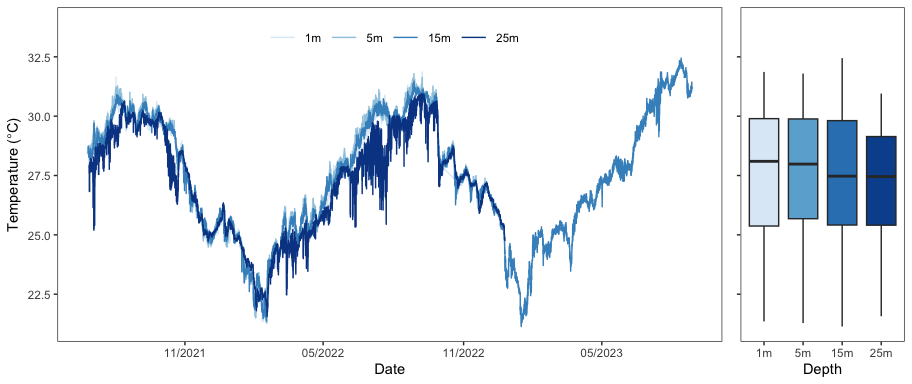 1m 5m 15m 25m
32.5
30.0
27.5
25.0
22.5
Temperature (°C)
11/2021 05/2022 11/2022 05/2023
Date
1m 5m 15m 25m
Depth